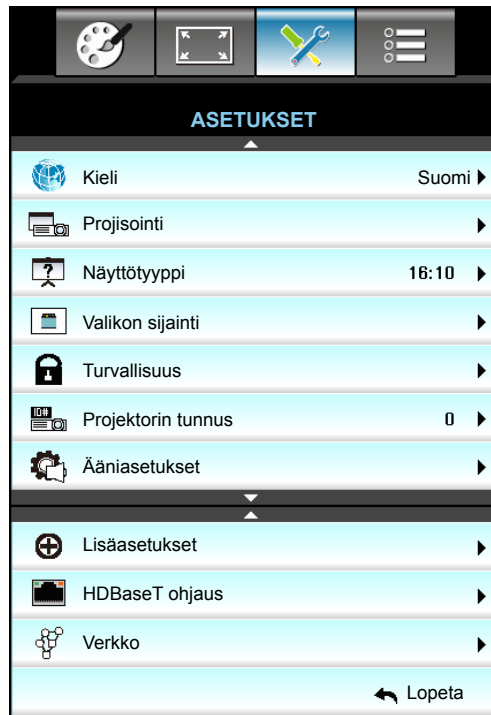 ASETUKSET
Kieli Suomi
Projisointi
Näyttötyyppi 16:10
Valikon sijainti
Turvallisuus
ID#
Projektorin tunnus 0
Ääniasetukset
Lisäasetukset
HDBaseT ohjaus
Verkko
Lopeta